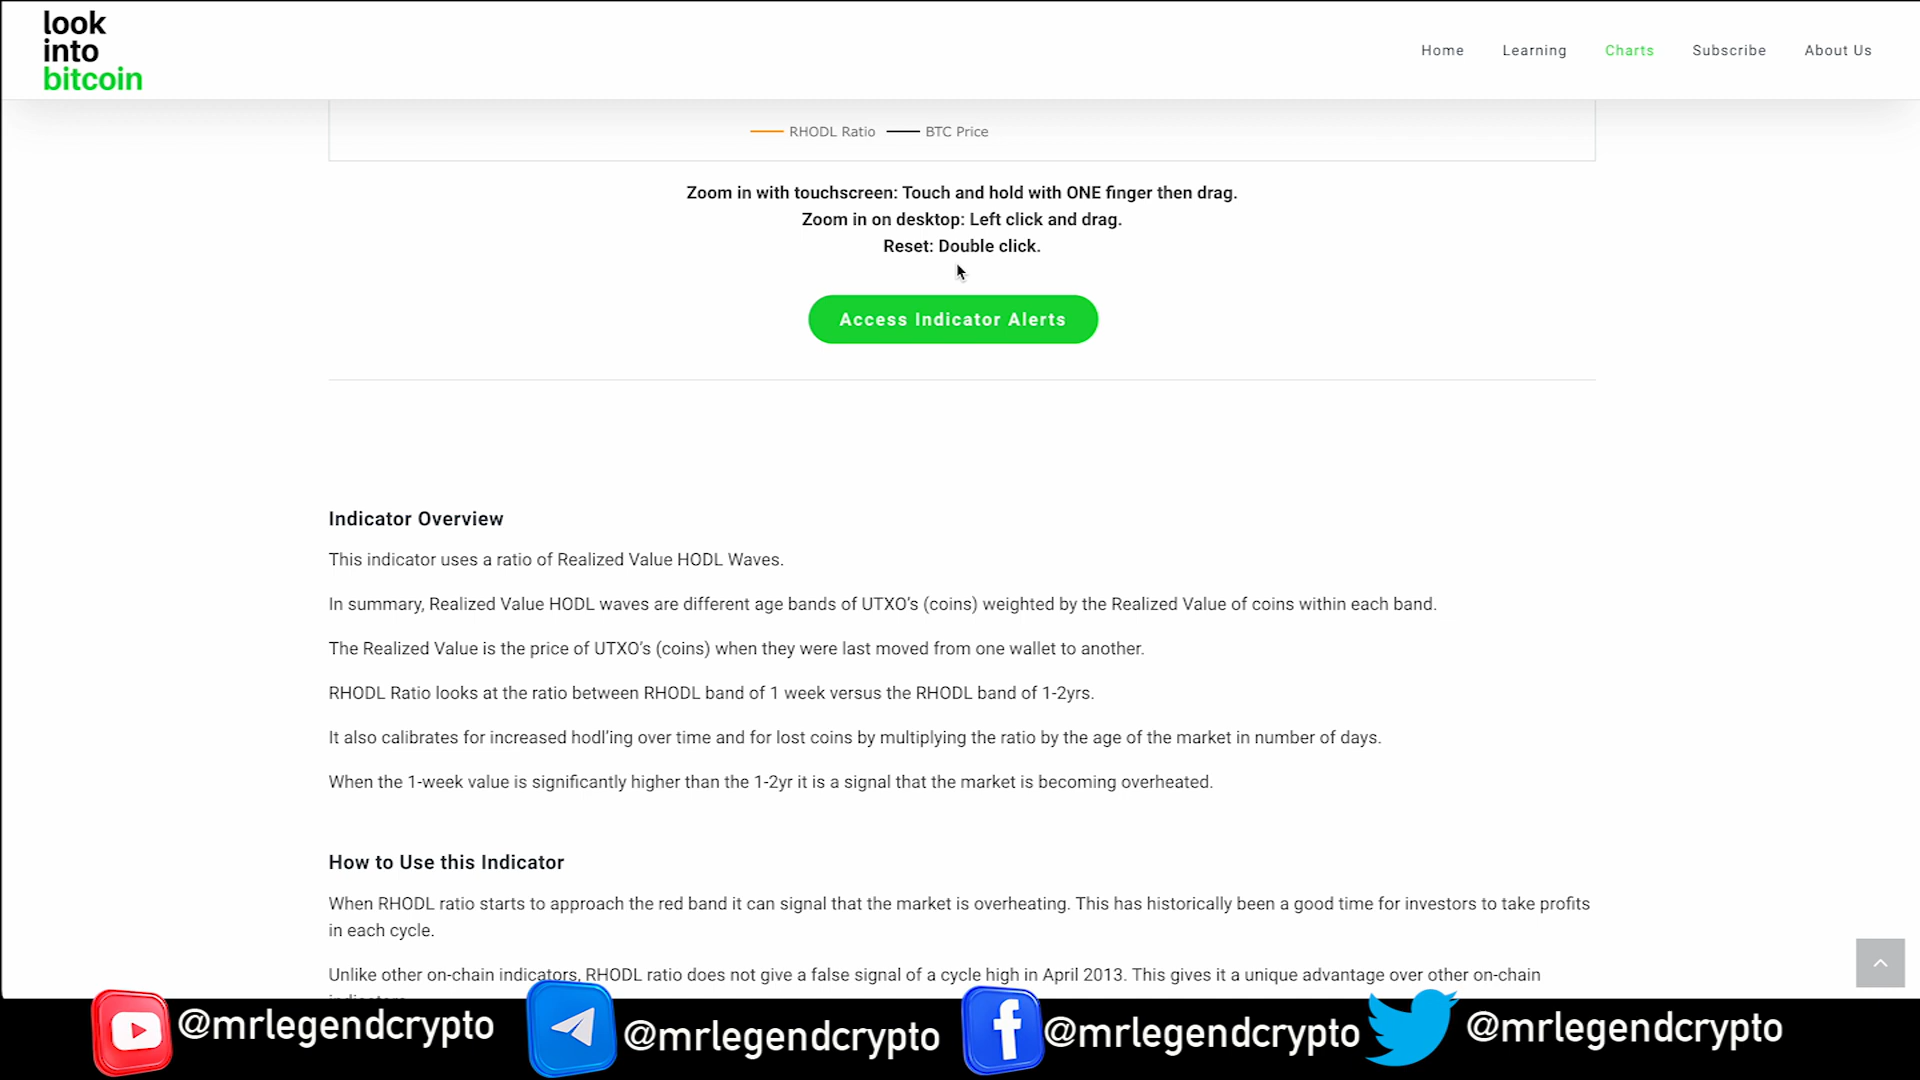 look
into
bitcoin
Home Learning Charts Subscribe About Us
RHODL Ratio BTC Price
Zoom in with touchscreen: Touch and hold with ONE finger then drag.
Zoom in on desktop: Left click and drag.
Reset: Double click.
Access Indicator Alerts
Indicator Overview
This indicator uses a ratio of Realized Value HODL Waves.
In summary, Realized Value HODL waves are different age bands of UTXO’s (coins) weighted by the Realized Value of coins within each band.
The Realized Value is the price of UTXO’s (coins) when they were last moved from one wallet to another.
RHODL Ratio looks at the ratio between RHODL band of 1 week versus the RHODL band of 1-2yrs.
It also calibrates for increased hodl’ing over time and for lost coins by multiplying the ratio by the age of the market in number of days.
When the 1-week value is significantly higher than the 1-2yr it is a signal that the market is becoming overheated.
How to Use this Indicator
When RHODL ratio starts to approach the red band it can signal that the market is overheating. This has historically been a good time for investors to take profits
in each cycle.
Unlike other on-chain indicators, RHODL ratio does not give a false signal of a cycle high in April 2013. This gives it a unique advantage over other on-chain
@mrlegendcrypto @mrlegendcrypto @mrlegendcrypto @mrlegendcrypto